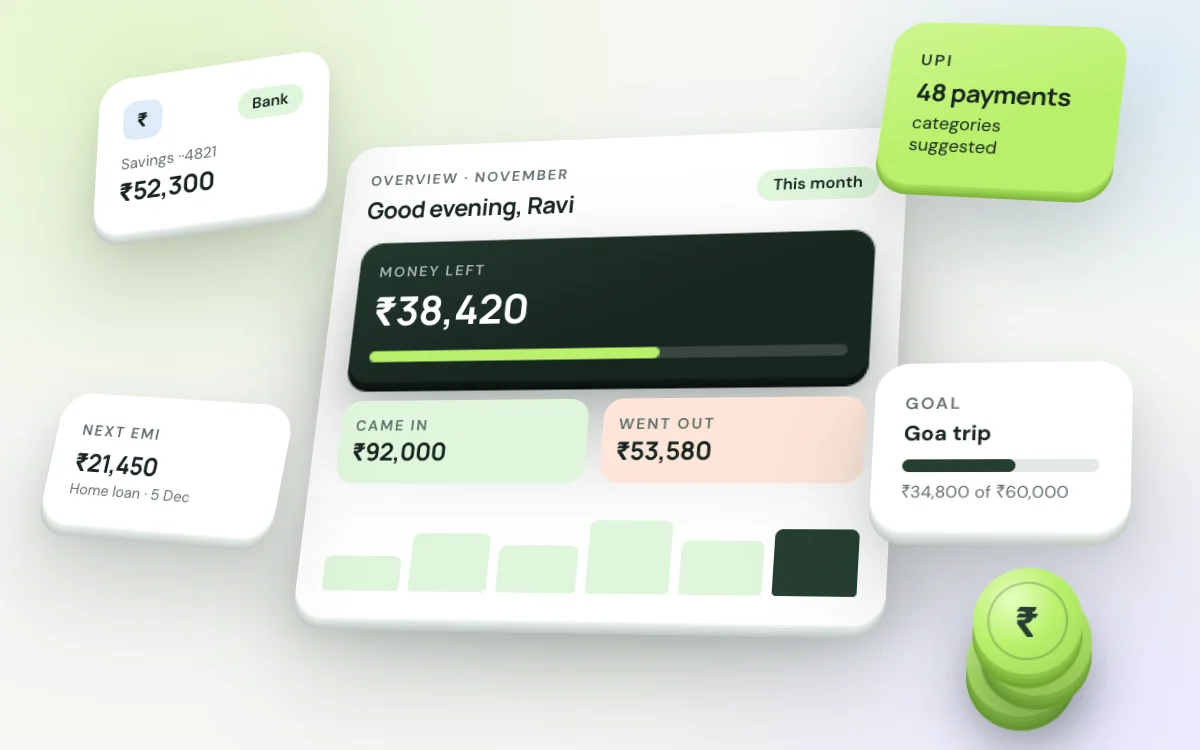 ₹
Bank
Savings ··4821
₹52,300
UPI
48 payments
categories
suggested
OVERVIEW · NOVEMBER
Good evening, Ravi
This month
MONEY LEFT
₹38,420
CAME IN
₹92,000
WENT OUT
₹53,580
NEXT EMI
₹21,450
Home loan · 5 Dec
GOAL
Goa trip
₹34,800 of ₹60,000
₹